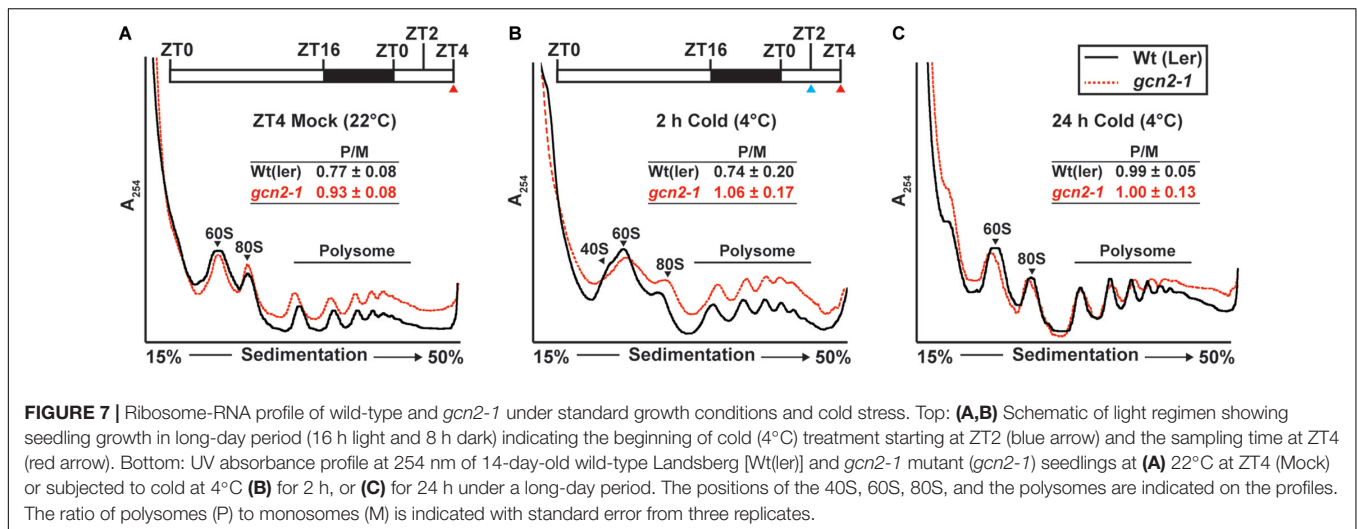 A
ZT0 ZT16 ZT0 ZT2 ZT4
ZT4 Mock (22°C)
P/M
Wt(ler) 0.77 ± 0.08
gcn2-1 0.93 ± 0.08
A254
60S
80S
Polysome
15% Sedimentation 50%
B
ZT0 ZT16 ZT0 ZT2 ZT4
2 h Cold (4°C)
P/M
Wt(ler) 0.74 ± 0.20
gcn2-1 1.06 ± 0.17
A254
40S
60S
80S
Polysome
15% Sedimentation 50%
C
Wt (Ler)
gcn2-1
24 h Cold (4°C)
P/M
Wt(ler) 0.99 ± 0.05
gcn2-1 1.00 ± 0.13
A254
60S
80S
Polysome
15% Sedimentation 50%
FIGURE 7 | Ribosome-RNA profile of wild-type and gcn2-1 under standard growth conditions and cold stress. Top: (A,B) Schematic of light regimen showing
seedling growth in long-day period (16 h light and 8 h dark) indicating the beginning of cold (4°C) treatment starting at ZT2 (blue arrow) and the sampling time at ZT4
(red arrow). Bottom: UV absorbance profile at 254 nm of 14-day-old wild-type Landsberg [Wt(ler)] and gcn2-1 mutant (gcn2-1) seedlings at (A) 22°C at ZT4 (Mock)
or subjected to cold at 4°C (B) for 2 h, or (C) for 24 h under a long-day period. The positions of the 40S, 60S, 80S, and the polysomes are indicated on the profiles.
The ratio of polysomes (P) to monosomes (M) is indicated with standard error from three replicates.